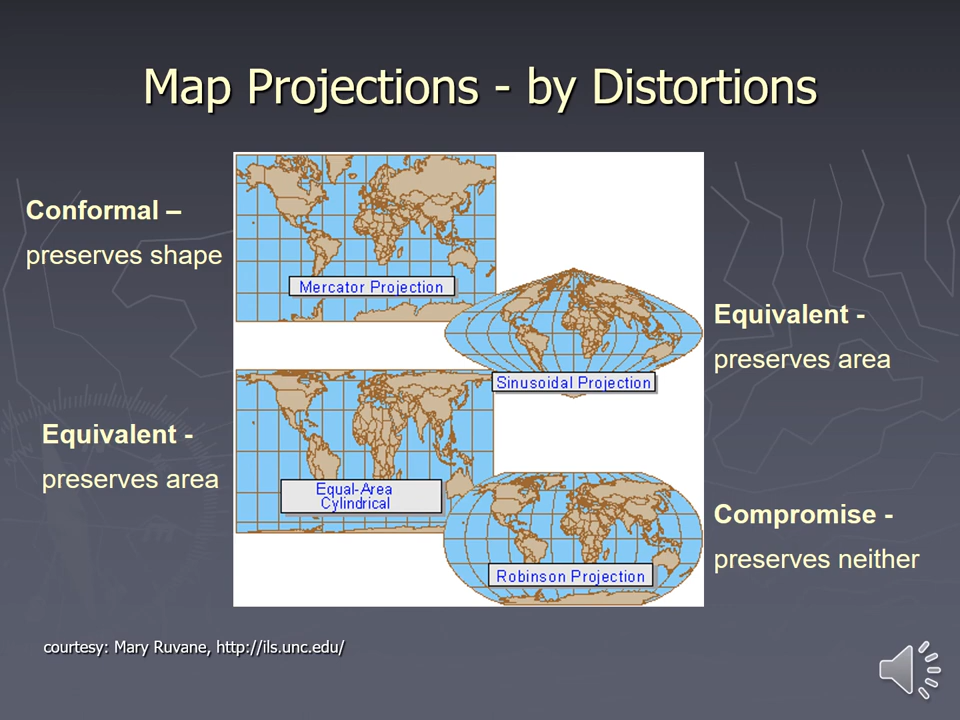 Map Projections - by Distortions
Conformal –
preserves shape
Mercator Projection
Equivalent -
preserves area
Sinusoidal Projection
Equivalent -
preserves area
Equal-Area
Cylindrical
Compromise -
preserves neither
Robinson Projection
courtesy: Mary Ruvane, http://ils.unc.edu/